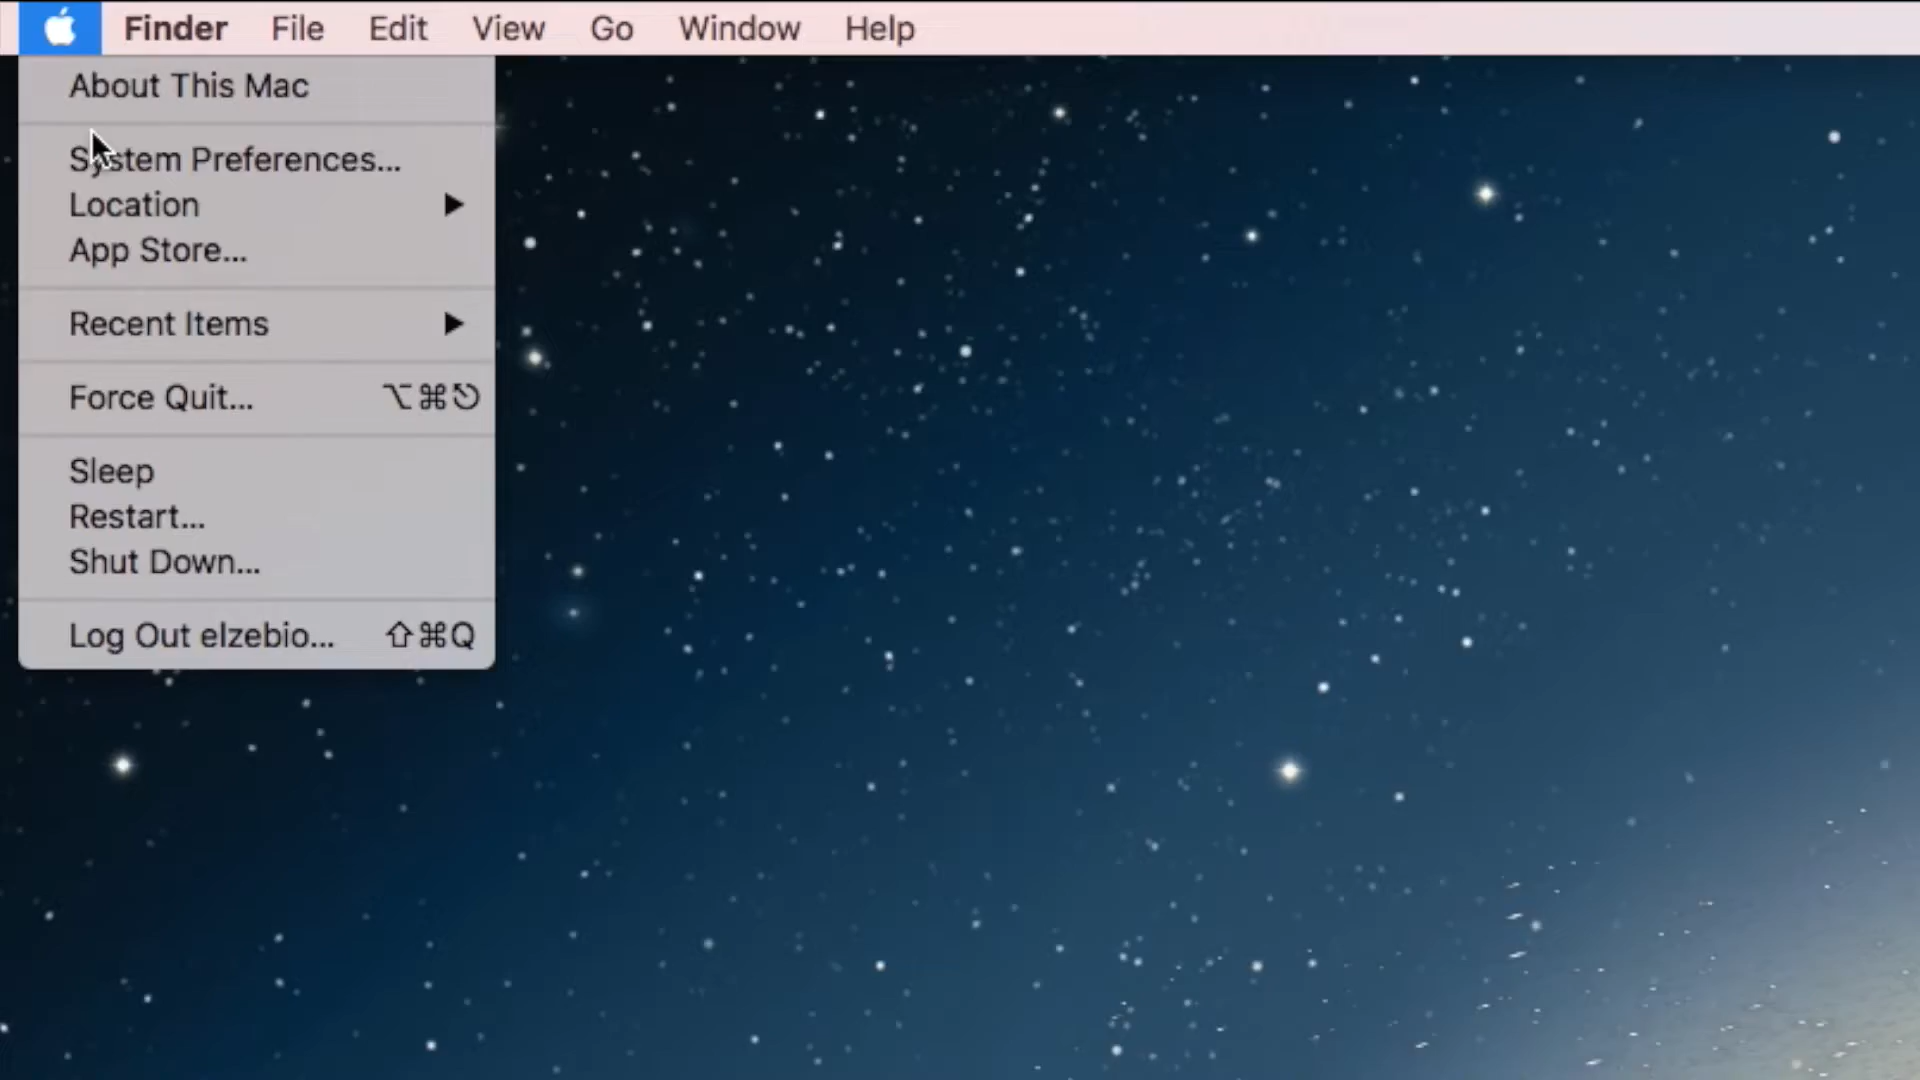 Finder File Edit View Go Window Help
About This Mac
System Preferences...
Location
App Store...
Recent Items
Force Quit... ⌥⌘⎋
Sleep
Restart...
Shut Down...
Log Out elzebio... ⇧⌘Q